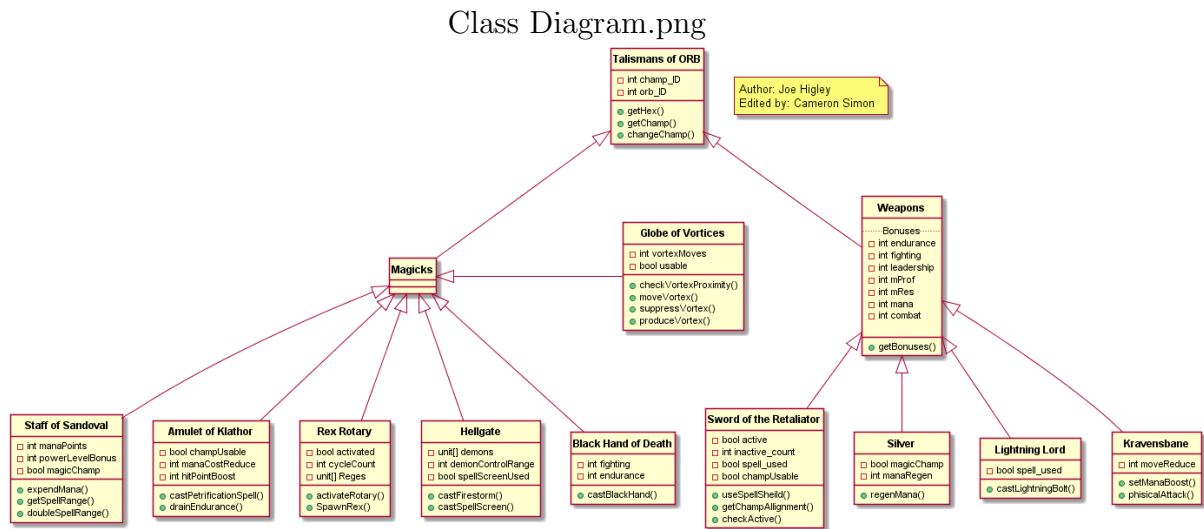 Class Diagram.png
Talismans of ORB
int champ_ID
int orb_ID
getHex()
getChamp()
changeChamp()
Author: Joe Higley
Edited by: Cameron Simon
Magicks
Globe of Vortices
int vortexMoves
bool usable
checkVortexProximity()
moveVortex()
suppressVortex()
produceVortex()
Weapons
Bonuses
int endurance
int fighting
int leadership
int mProf
int mRes
int mana
int combat
getBonuses()
Staff of Sandoval
int manaPoints
int powerLevelBonus
bool magicChamp
expendMana()
getSpellRange()
doubleSpellRange()
Amulet of Klathor
bool champUsable
int manaCostReduce
int hitPointBoost
castPetrificationSpell()
drainEndurance()
Rex Rotary
bool activated
int cycleCount
unit[] Reges
activateRotary()
SpawnRex()
Hellgate
unit[] demons
int demonControlRange
bool spellScreenUsed
castFirestorm()
castSpellScreen()
Black Hand of Death
int fighting
int endurance
castBlackHand()
Sword of the Retaliator
bool active
int inactive_count
bool spell_used
bool champUsable
useSpellSheild()
getChampAllignment()
checkActive()
Silver
bool magicChamp
int manaRegen
regenMana()
Lightning Lord
bool spell_used
castLightningBolt()
Kravensbane
int moveReduce
setManaBoost()
phisicalAttack()